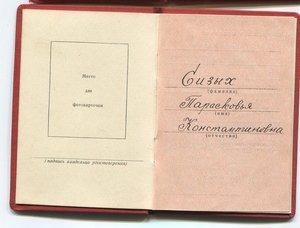 Место
для
фотокарточки
(подпись владельца удостоверения)
Сизых
(фамилия)
Парасковья
(имя)
Константиновна
(отчество)